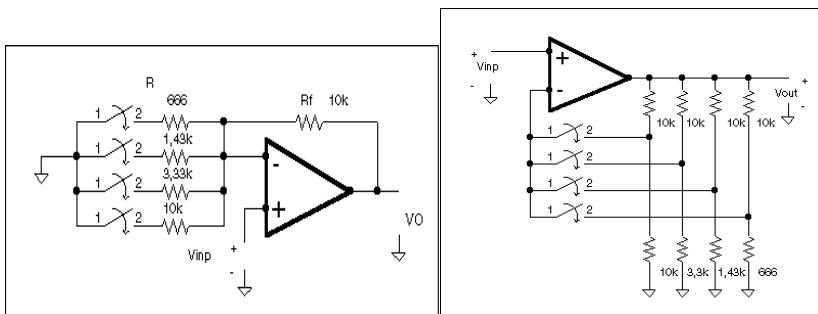 R
666
Rf 10k
1 2
1,43k
1 2
3,33k
1 2
10k
1 2
+
Vinp
-
-
+
VO
+
Vinp
-
+
-
+
Vout
-
10k 10k 10k 10k
1 2
1 2
1 2
1 2
10k 3,3k 1,43k 666